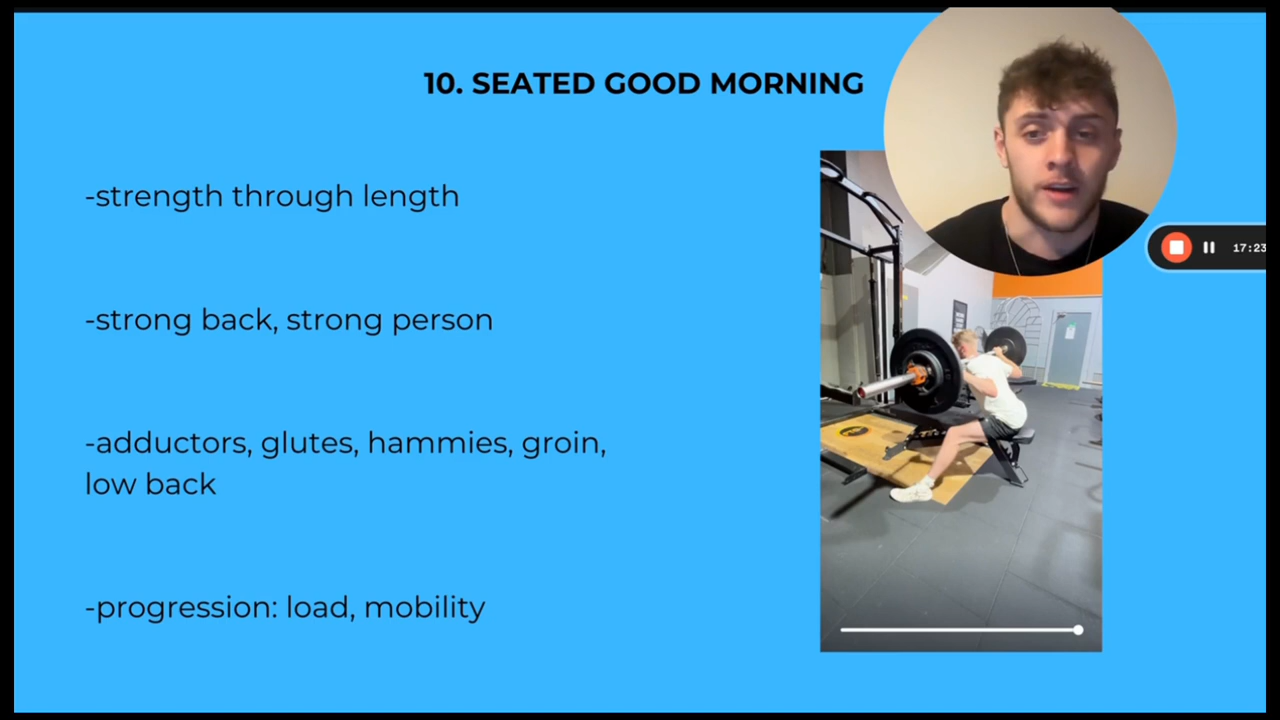 10. SEATED GOOD MORNING
-strength through length
-strong back, strong person
-adductors, glutes, hammies, groin,
low back
-progression: load, mobility
17:23